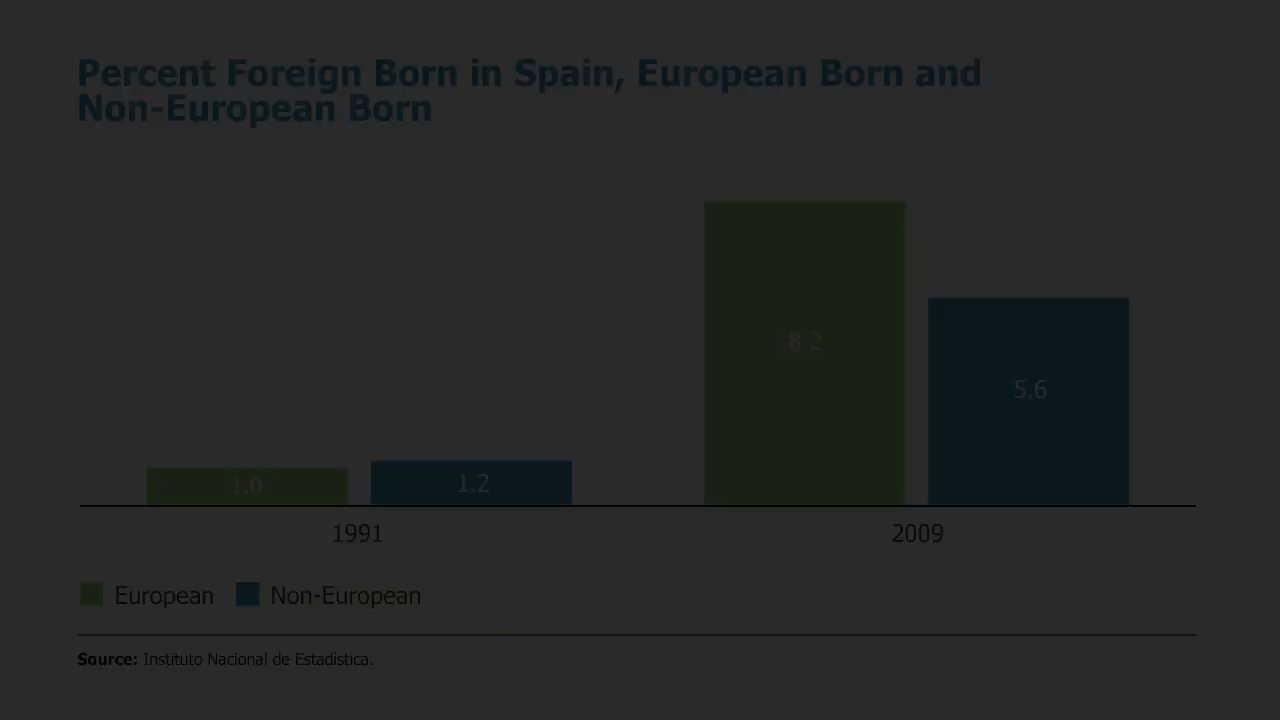 Percent Foreign Born in Spain, European Born and
Non-European Born
8.2
5.6
1.0
1.2
1991
2009
European
Non-European
Source: Instituto Nacional de Estadistica.